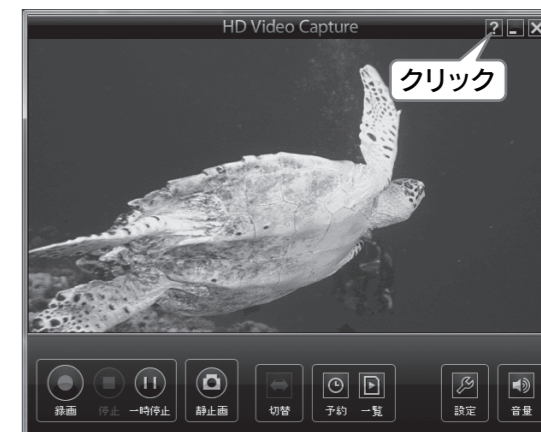 HD Video Capture
?
クリック
録画 停止 一時停止 静止画 切替 予約 一覧 設定 音量